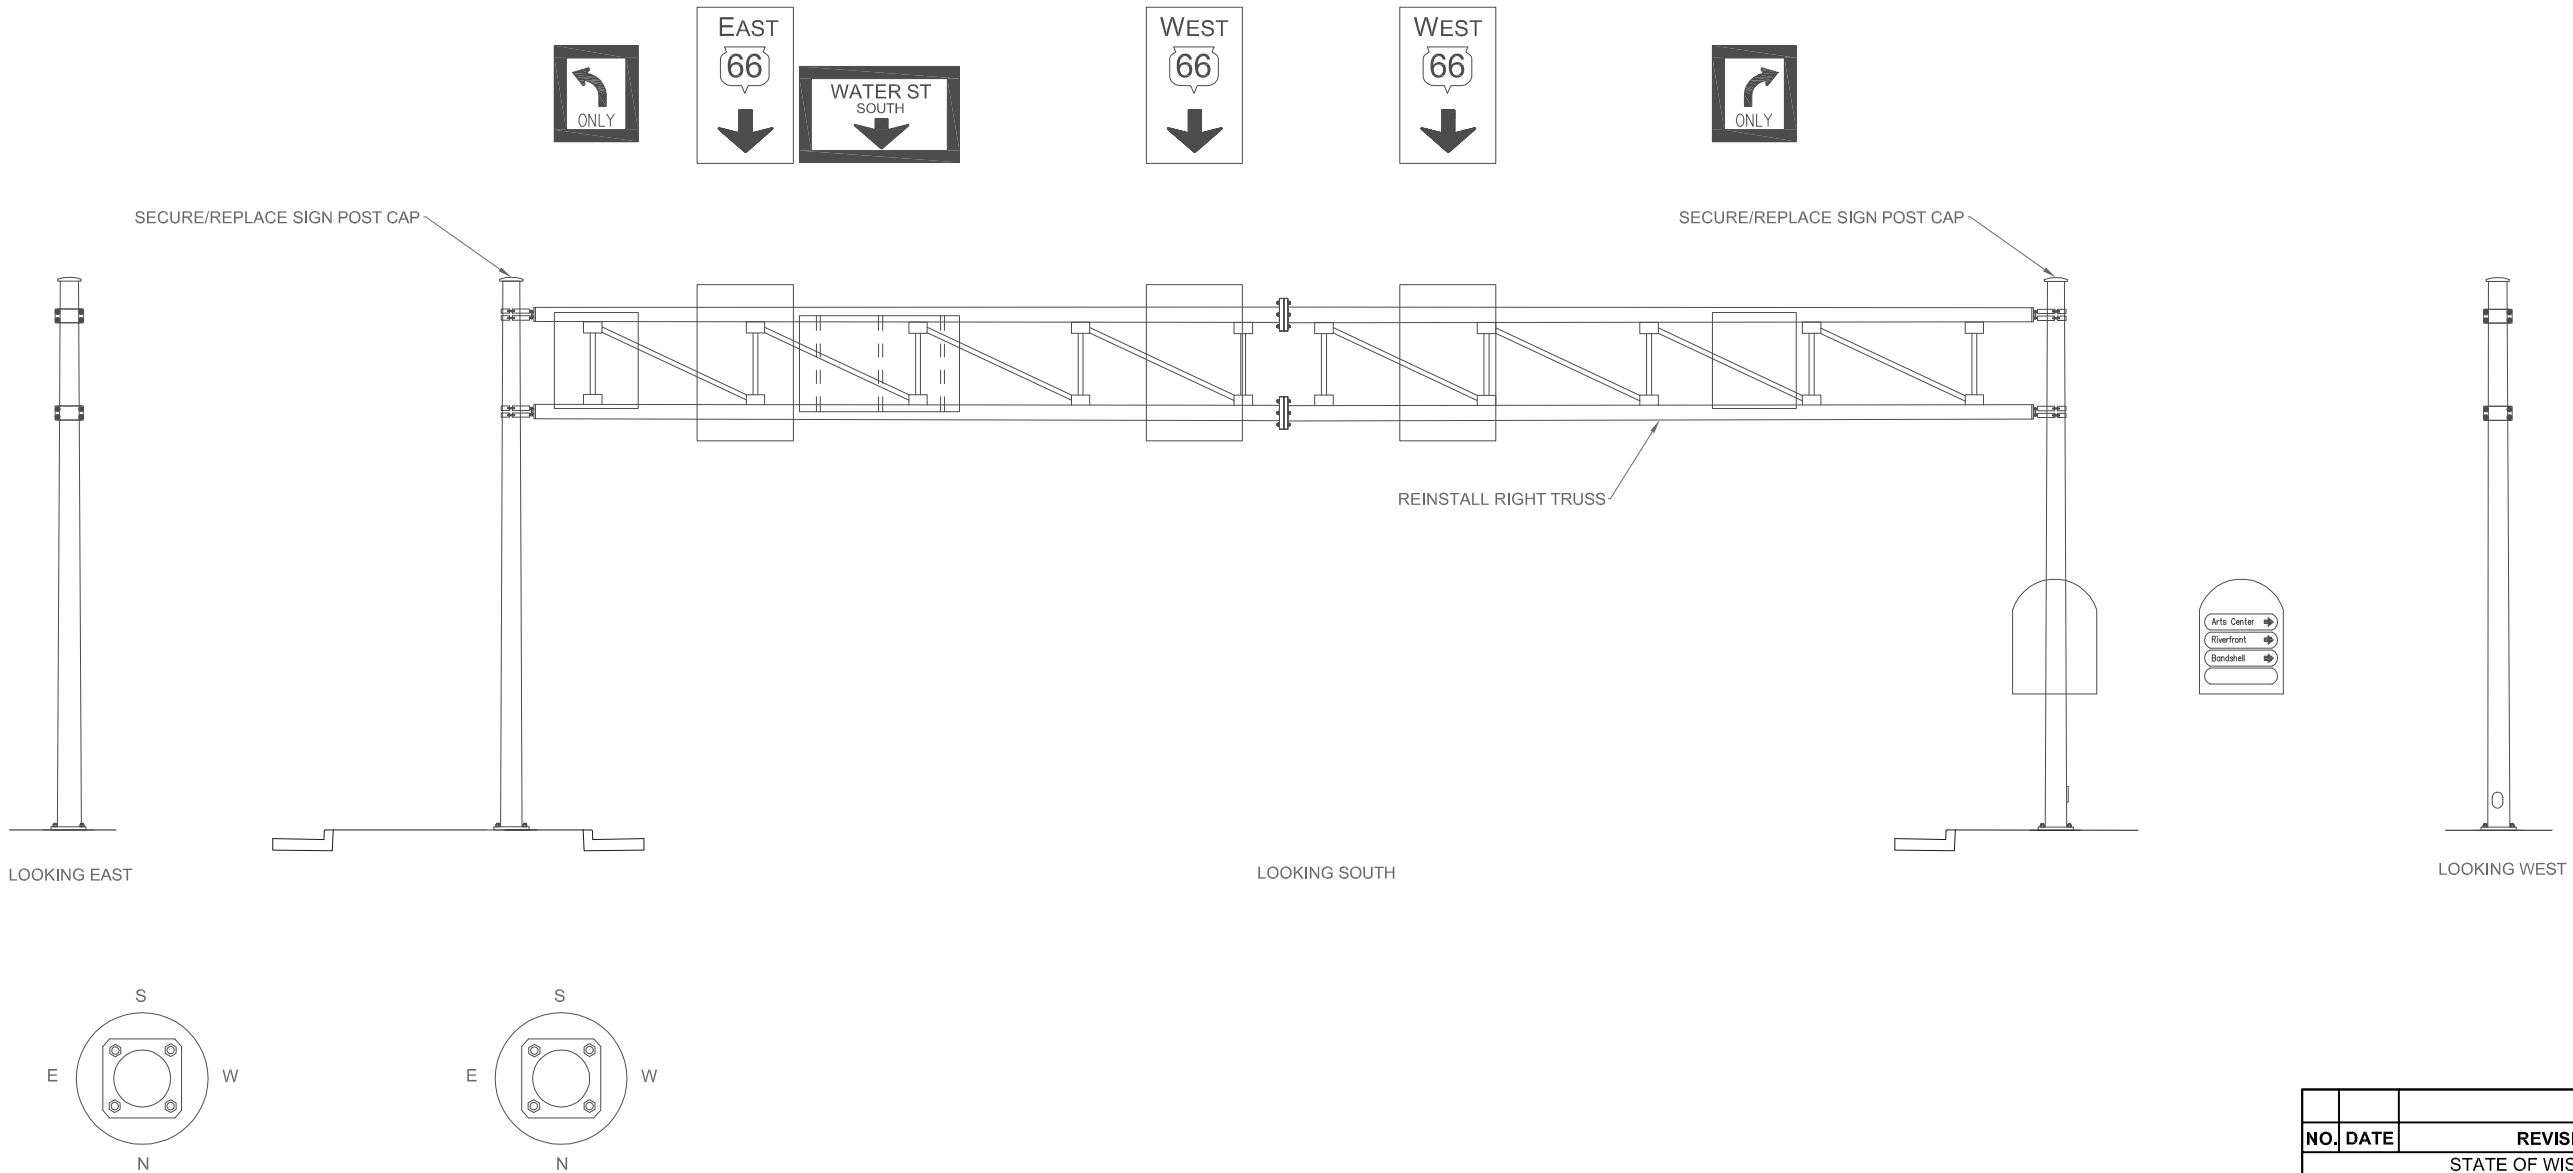 EAST
66
WEST
66
WEST
66
ONLY
WATER ST
SOUTH
ONLY
SECURE/REPLACE SIGN POST CAP
SECURE/REPLACE SIGN POST CAP
REINSTALL RIGHT TRUSS
Arts Center
Riverfront
Bandshell
LOOKING EAST
LOOKING SOUTH
LOOKING WEST
S
S
E
W
E
W
N
N
NO. DATE
STATE OF